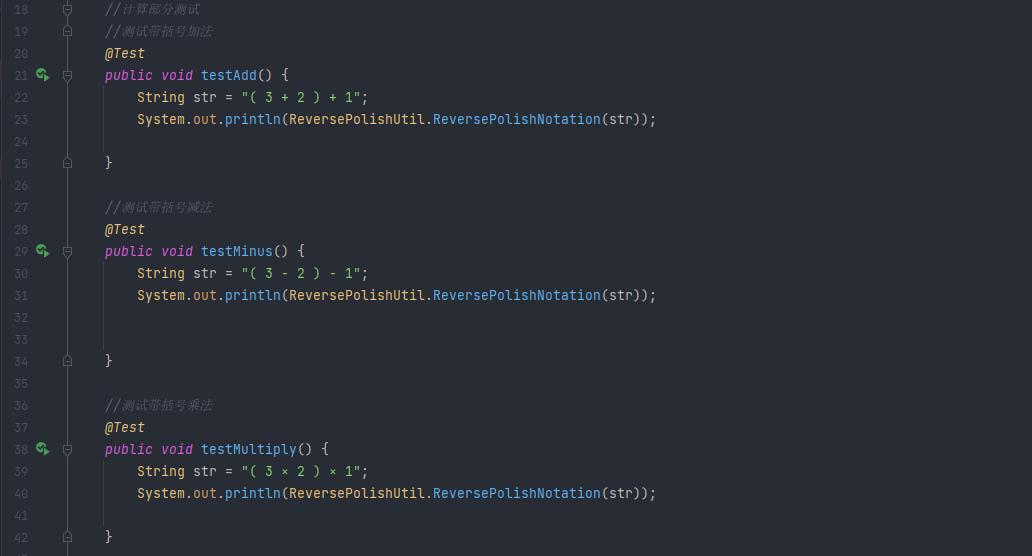 18 //计算部分测试
19 //测试带括号加法
20 @Test
21 public void testAdd() {
22 String str = "( 3 + 2 ) + 1";
23 System.out.println(ReversePolishUtil.ReversePolishNotation(str));
24
25 }
26
27 //测试带括号减法
28 @Test
29 public void testMinus() {
30 String str = "( 3 - 2 ) - 1";
31 System.out.println(ReversePolishUtil.ReversePolishNotation(str));
32
33
34 }
35
36 //测试带括号乘法
37 @Test
38 public void testMultiply() {
39 String str = "( 3 × 2 ) × 1";
40 System.out.println(ReversePolishUtil.ReversePolishNotation(str));
41
42 }